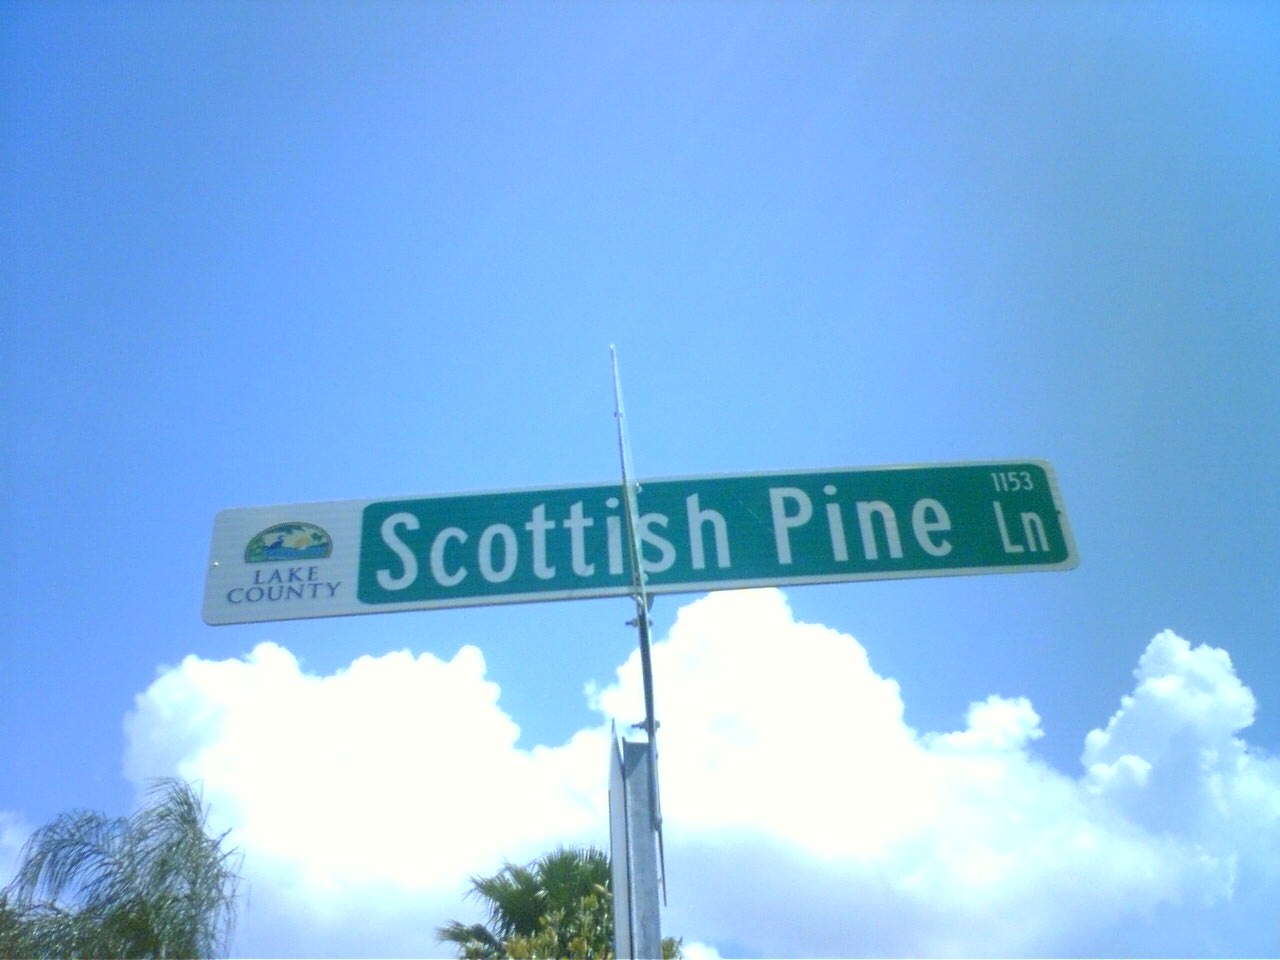 LAKE
COUNTY
Scottish Pine Ln
1153